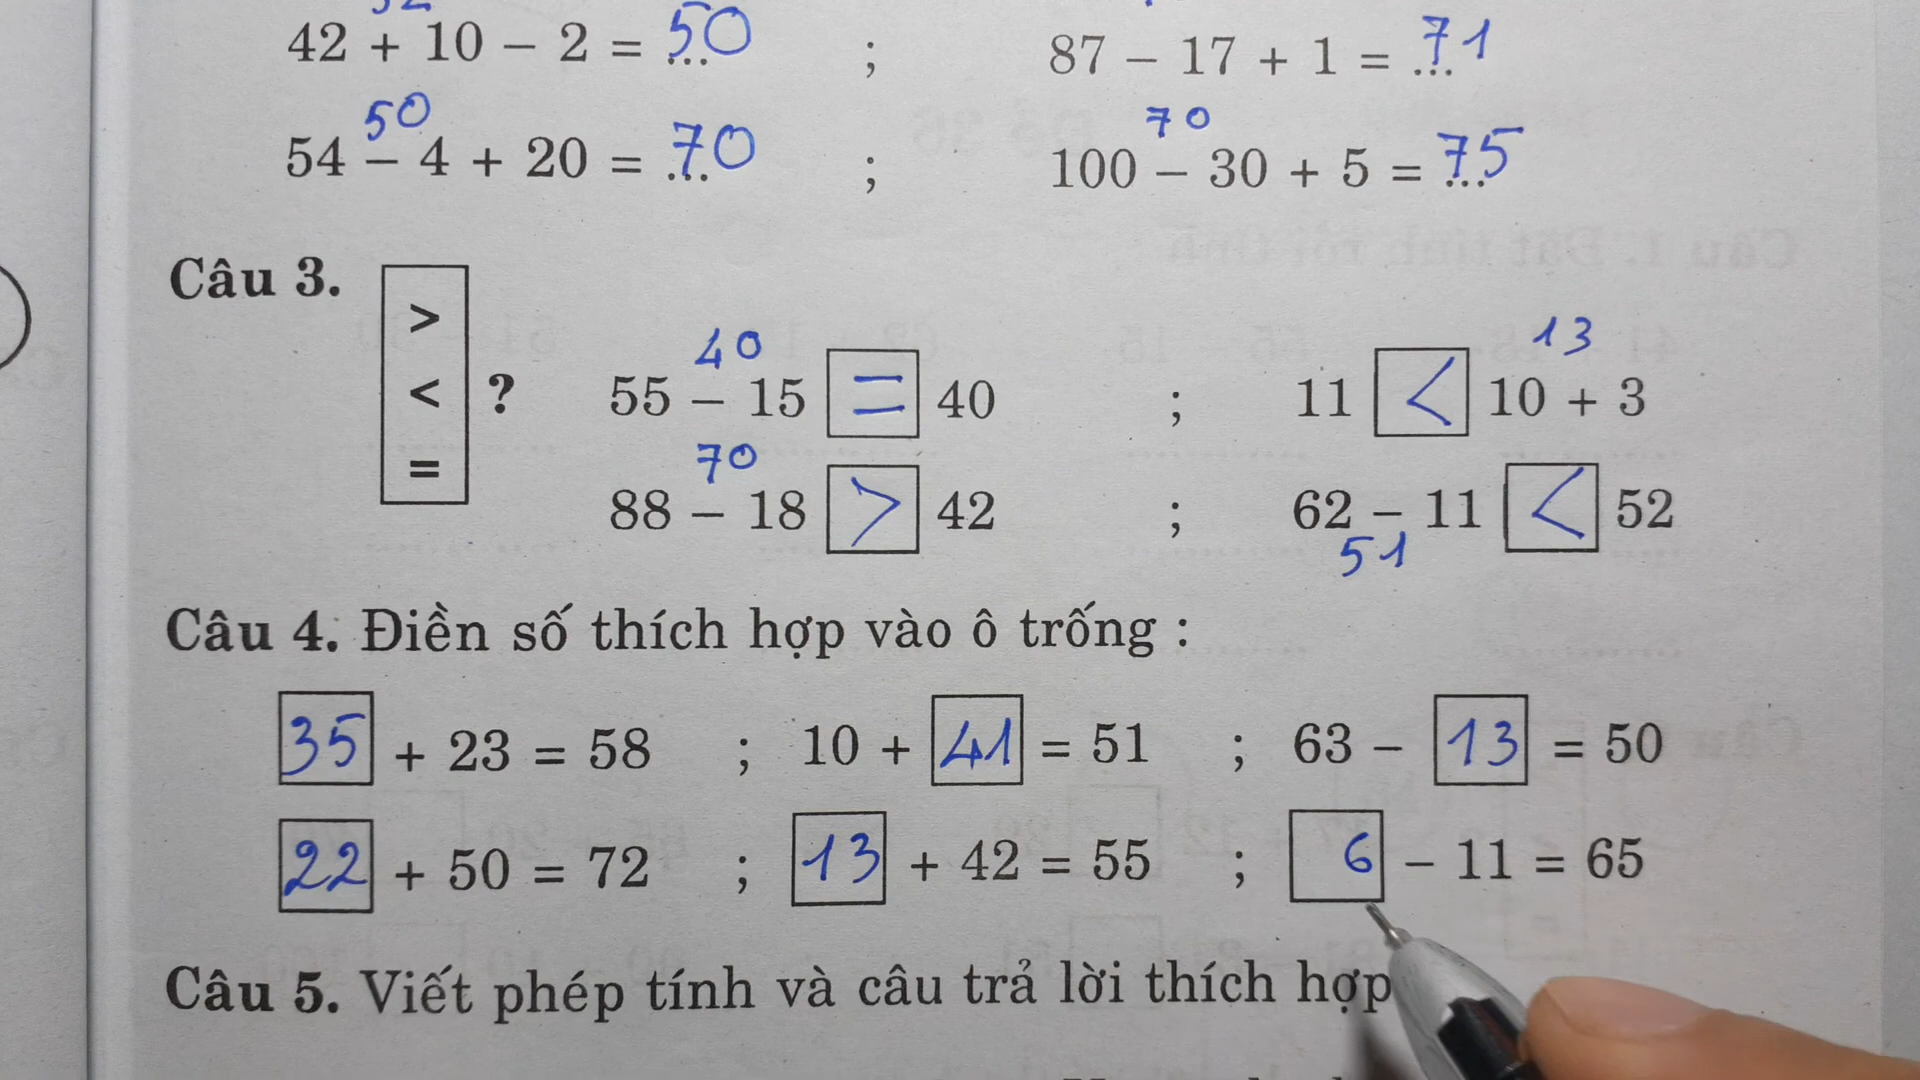 42 + 10 – 2 = 50 ; 87 – 17 + 1 = 71
50 70
54 – 4 + 20 = 70 ; 100 – 30 + 5 = 75
Câu 3.
>
<
=
?
40 13
55 – 15 = 40 ; 11 < 10 + 3
70
88 – 18 > 42 ; 62 – 11 < 52
51
Câu 4. Điền số thích hợp vào ô trống :
35 + 23 = 58 ; 10 + 41 = 51 ; 63 – 13 = 50
22 + 50 = 72 ; 13 + 42 = 55 ; 6 – 11 = 65
Câu 5. Viết phép tính và câu trả lời thích hợp